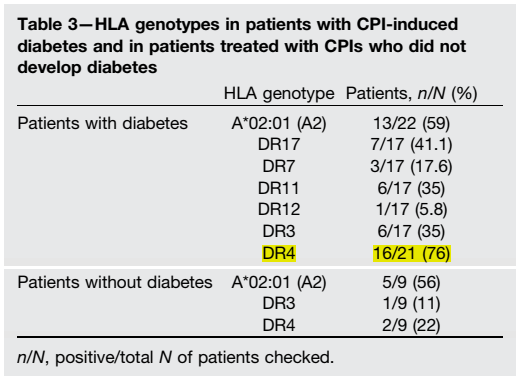 Table 3—HLA genotypes in patients with CPI-induced
diabetes and in patients treated with CPIs who did not
develop diabetes
HLA genotype Patients, n/N (%)
Patients with diabetes A*02:01 (A2) 13/22 (59)
DR17 7/17 (41.1)
DR7 3/17 (17.6)
DR11 6/17 (35)
DR12 1/17 (5.8)
DR3 6/17 (35)
DR4 16/21 (76)
Patients without diabetes A*02:01 (A2) 5/9 (56)
DR3 1/9 (11)
DR4 2/9 (22)
n/N, positive/total N of patients checked.